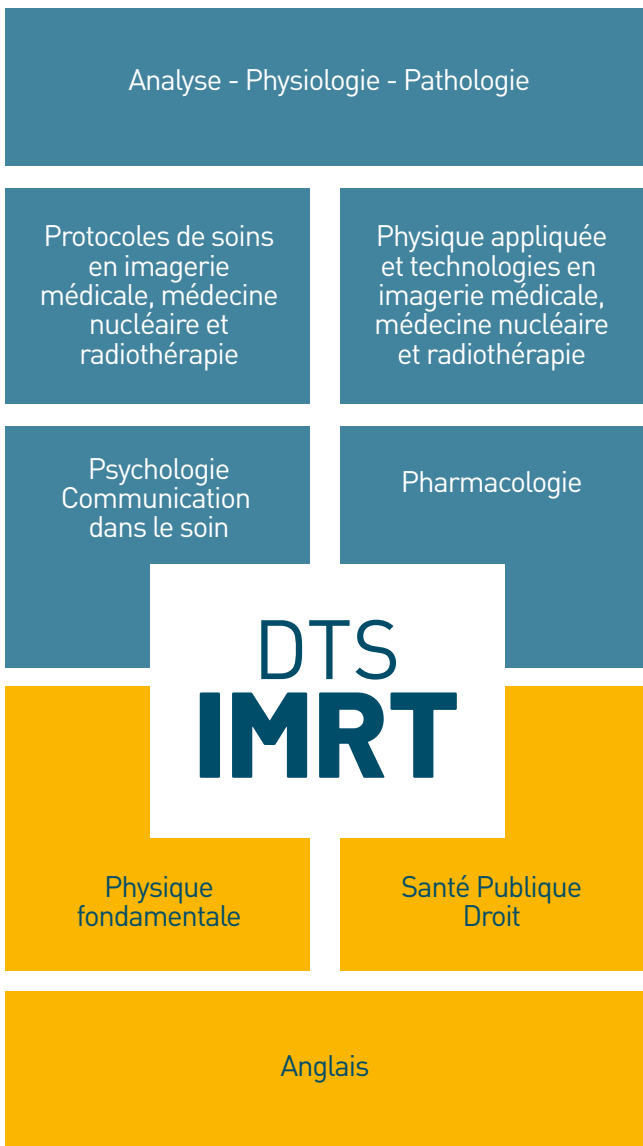 Analyse - Physiologie - Pathologie
Protocoles de soins
en imagerie
médicale, médecine
nucléaire et
radiothérapie
Physique appliquée
et technologies en
imagerie médicale,
médecine nucléaire
et radiothérapie
Psychologie
Communication
dans le soin
Pharmacologie
DTS
IMRT
Physique
fondamentale
Santé Publique
Droit
Anglais